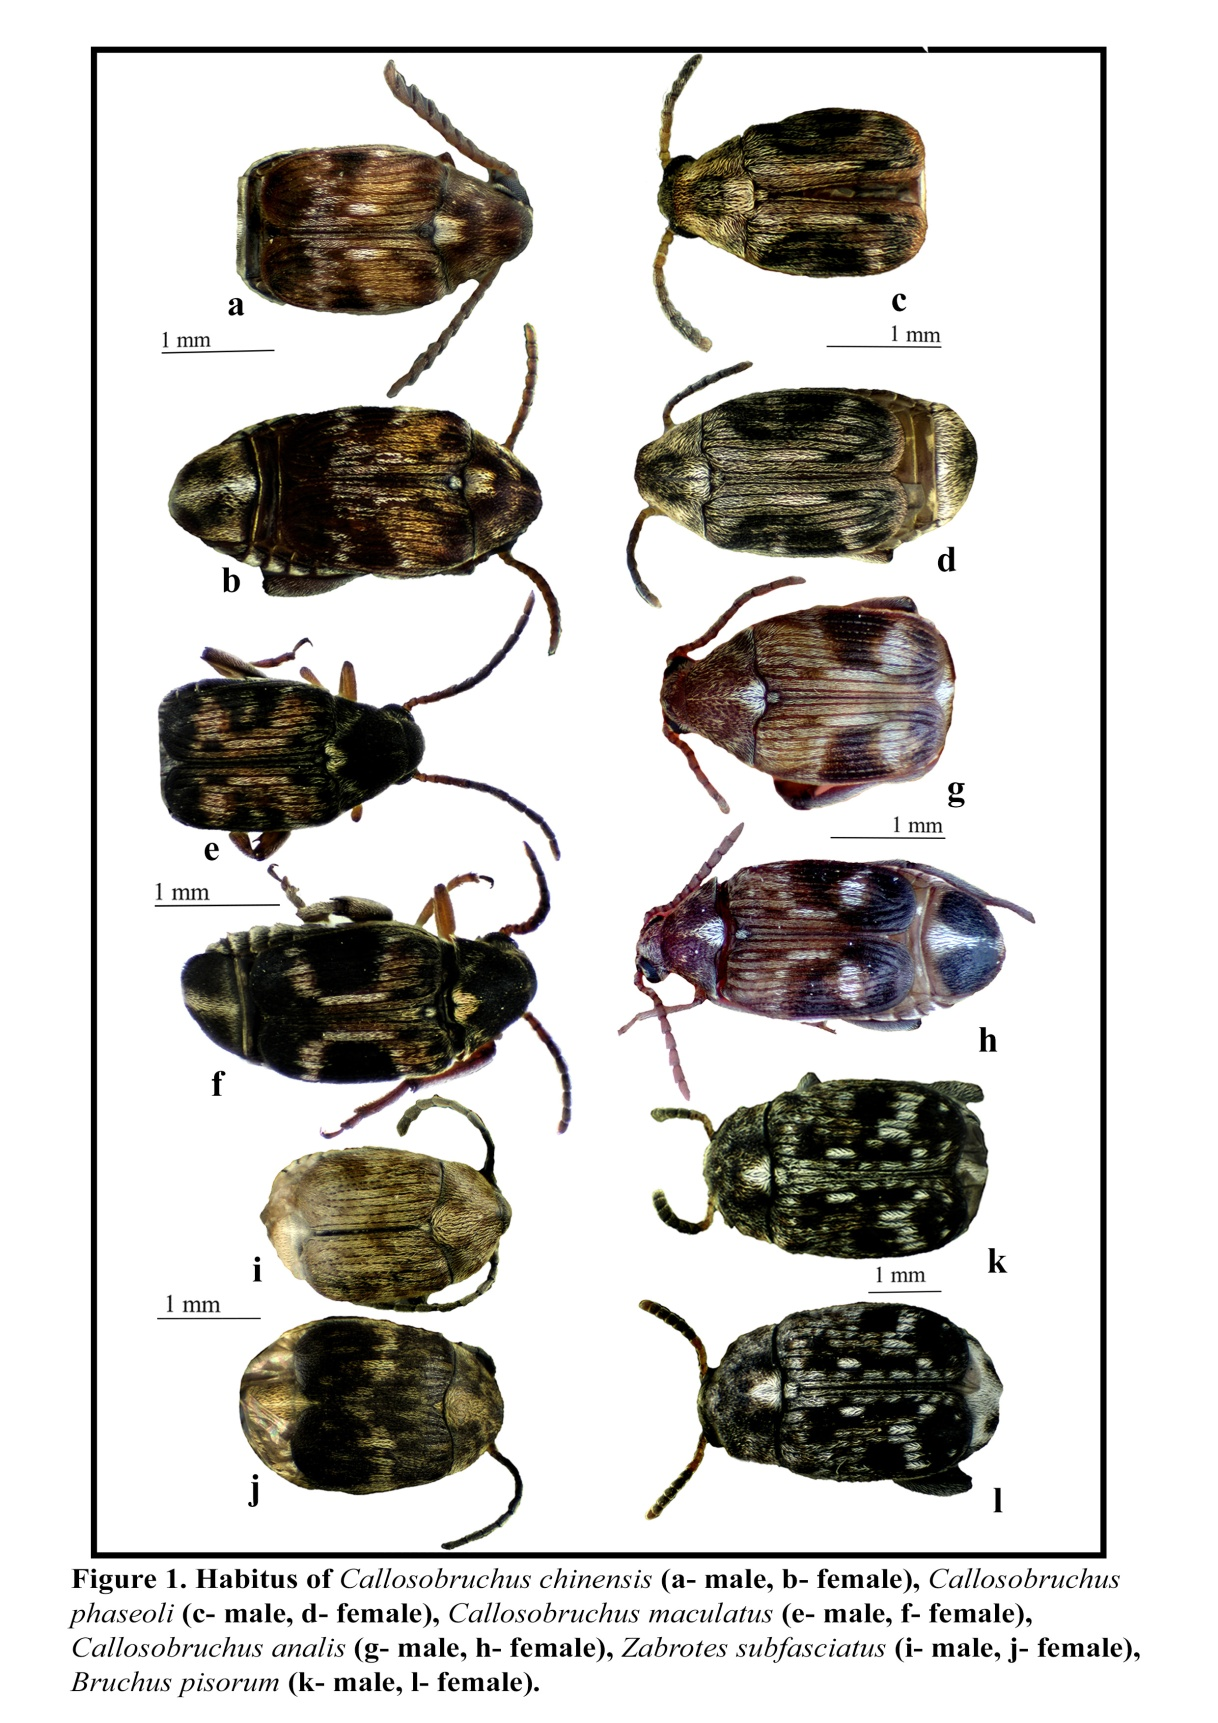 a
1 mm
c
1 mm
b
d
e
1 mm
g
1 mm
f
h
i
1 mm
k
1 mm
j
l
Figure 1. Habitus of Callosobruchus chinensis (a- male, b- female), Callosobruchus
phaseoli (c- male, d- female), Callosobruchus maculatus (e- male, f- female),
Callosobruchus analis (g- male, h- female), Zabrotes subfasciatus (i- male, j- female),
Bruchus pisorum (k- male, l- female).